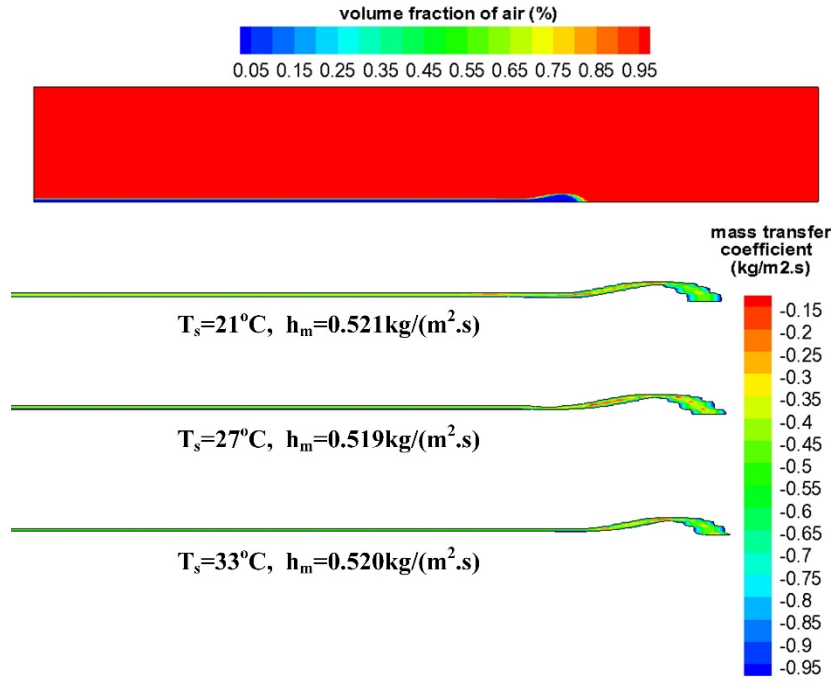 volume fraction of air (%)
0.05 0.15 0.25 0.35 0.45 0.55 0.65 0.75 0.85 0.95
mass transfer
coefficient
(kg/m2.s)
-0.15
-0.2
-0.25
-0.3
-0.35
-0.4
-0.45
-0.5
-0.55
-0.6
-0.65
-0.7
-0.75
-0.8
-0.85
-0.9
-0.95
Tₛ=21°C, hₘ=0.521kg/(m².s)
Tₛ=27°C, hₘ=0.519kg/(m².s)
Tₛ=33°C, hₘ=0.520kg/(m².s)